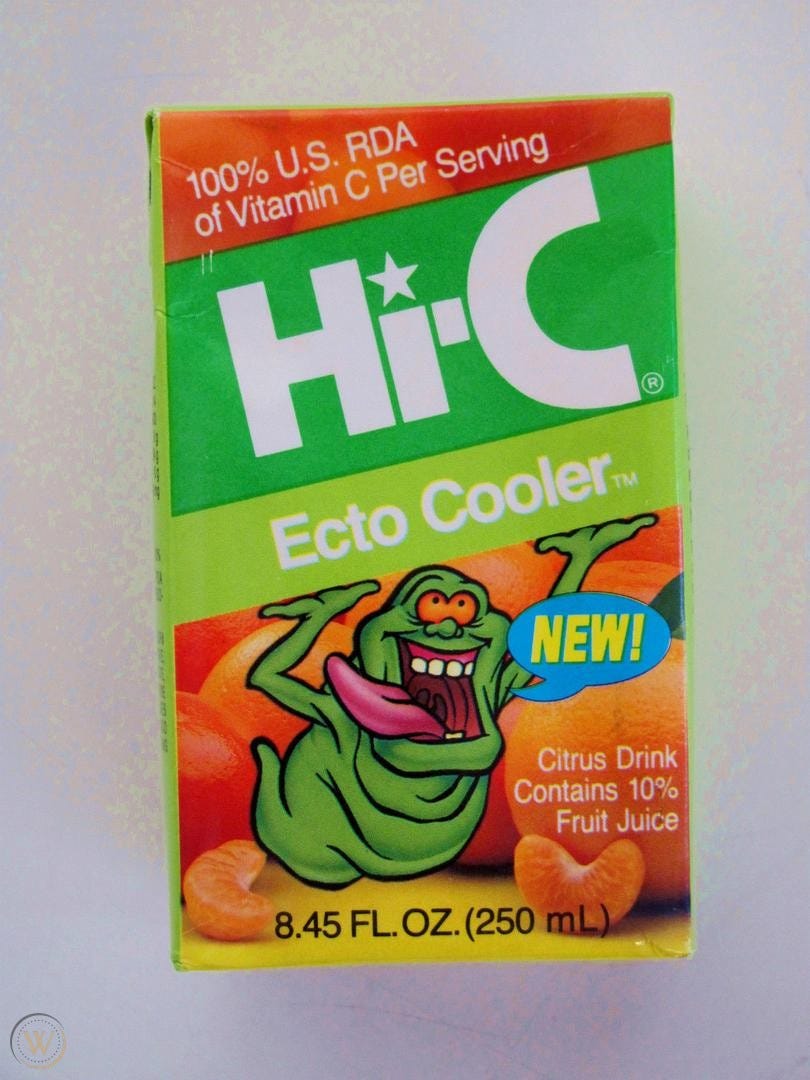 100% U.S. RDA
of Vitamin C Per Serving
Hi-C®
Ecto Cooler™
NEW!
Citrus Drink
Contains 10%
Fruit Juice
8.45 FL. OZ. (250 mL)
W